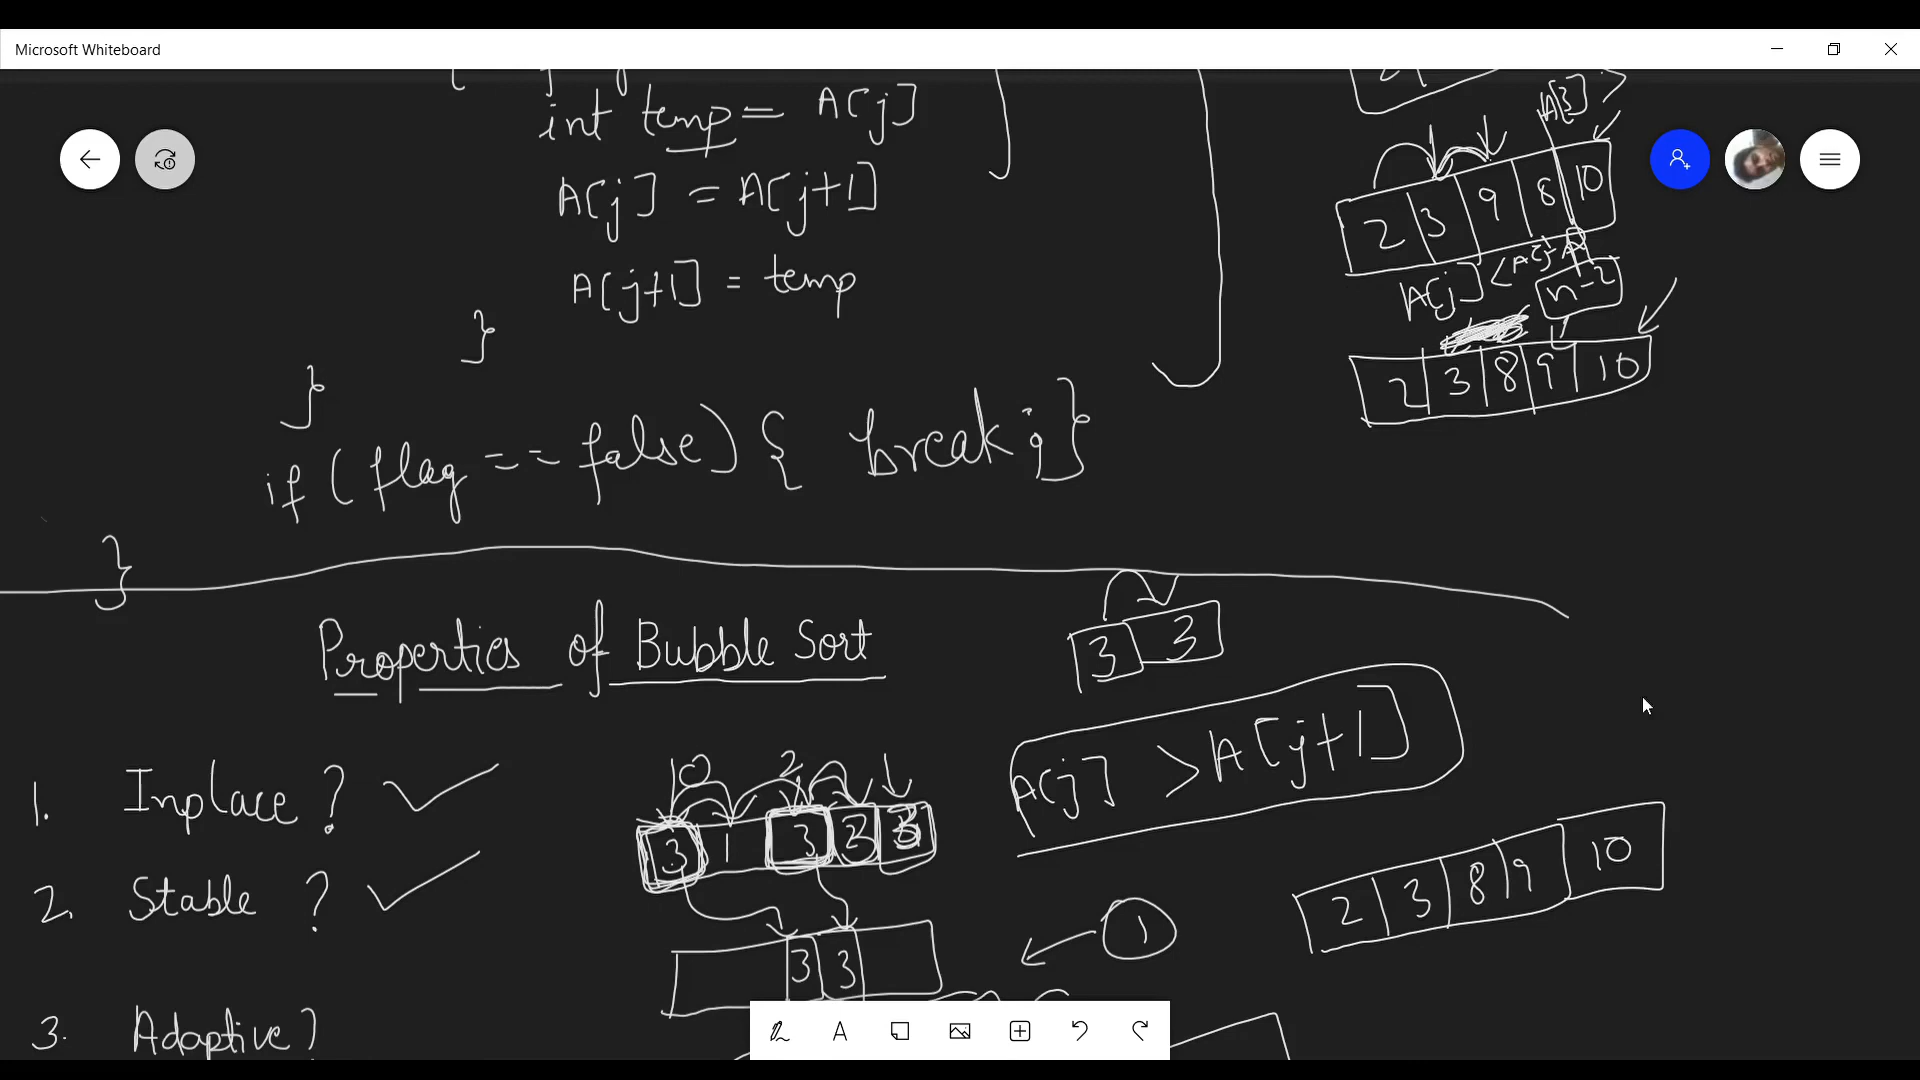 Microsoft Whiteboard
int temp = A[j]
A[j] = A[j+1]
A[j+1] = temp
}
}
if (flag == false) { break; }
}
A[3] >
2 3 9 8 10
A[j] <
n-2
2 3 8 9 10
Properties of Bubble Sort
3 3
A[j] > A[j+1]
1. Inplace ?
0 2
3 1 3 3
2 3 8 9 10
2. Stable ?
3 3
1
3. Adaptive ?